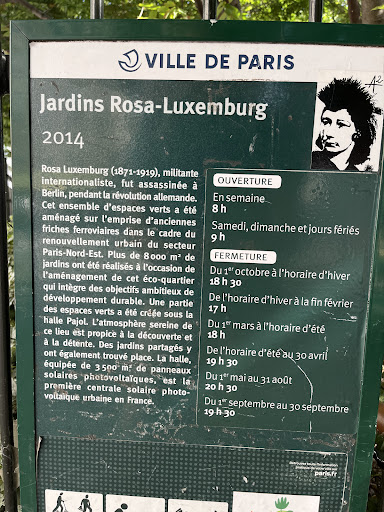 VILLE DE PARIS
Jardins Rosa-Luxemburg
2014
Rosa Luxemburg (1871-1919), militante
internationaliste, fut assassinée à
Berlin, pendant la révolution allemande.
Cet ensemble d'espaces verts a été
aménagé sur l'emprise d'anciennes
friches ferroviaires dans le cadre du
renouvellement urbain du secteur
Paris-Nord-Est. Plus de 8 000 m² de
jardins ont été réalisés à l'occasion de
l'aménagement de cet éco-quartier
qui intègre des objectifs ambitieux de
développement durable. Une partie
des espaces verts a été créée sous la
halle Pajol. L'atmosphère sereine de
ce lieu est propice à la découverte et
à la détente. Des jardins partagés y
ont également trouvé place. La halle,
équipée de 3 500 m² de panneaux
solaires photovoltaïques, est la
première centrale solaire photo-
voltaïque urbaine en France.
OUVERTURE
En semaine
8 h
Samedi, dimanche et jours fériés
9 h
FERMETURE
Du 1er octobre à l'horaire d'hiver
18 h 30
De l'horaire d'hiver à la fin février
17 h
Du 1er mars à l'horaire d'été
18 h
De l'horaire d'été au 30 avril
19 h 30
Du 1er mai au 31 août
20 h 30
Du 1er septembre au 30 septembre
19 h 30
paris.fr